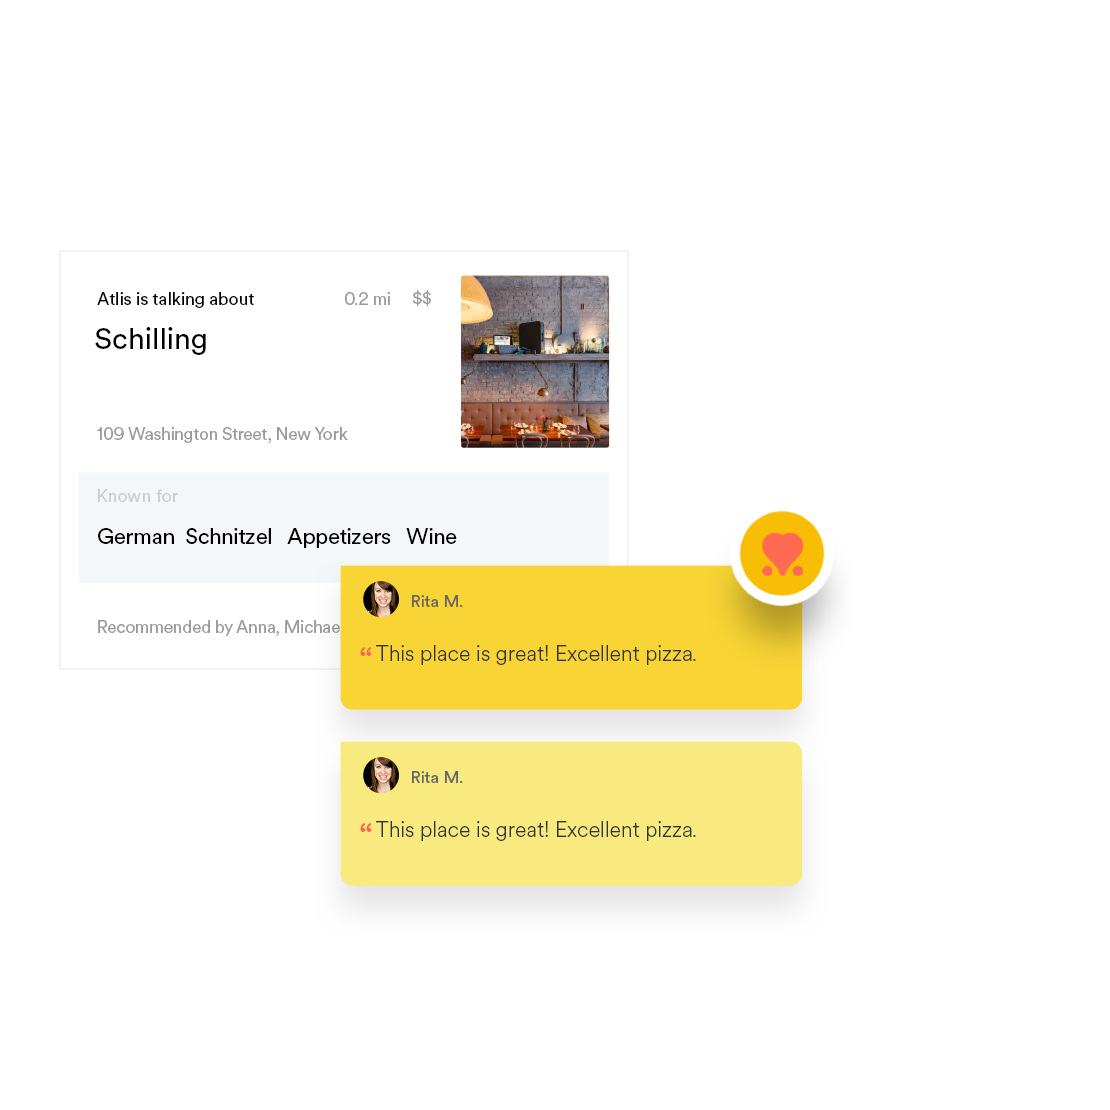 Atlis is talking about 0.2 mi $$
Schilling
109 Washington Street, New York
Known for
German Schnitzel Appetizers Wine
Recommended by Anna, Michae
Rita M.
“This place is great! Excellent pizza.
Rita M.
“This place is great! Excellent pizza.